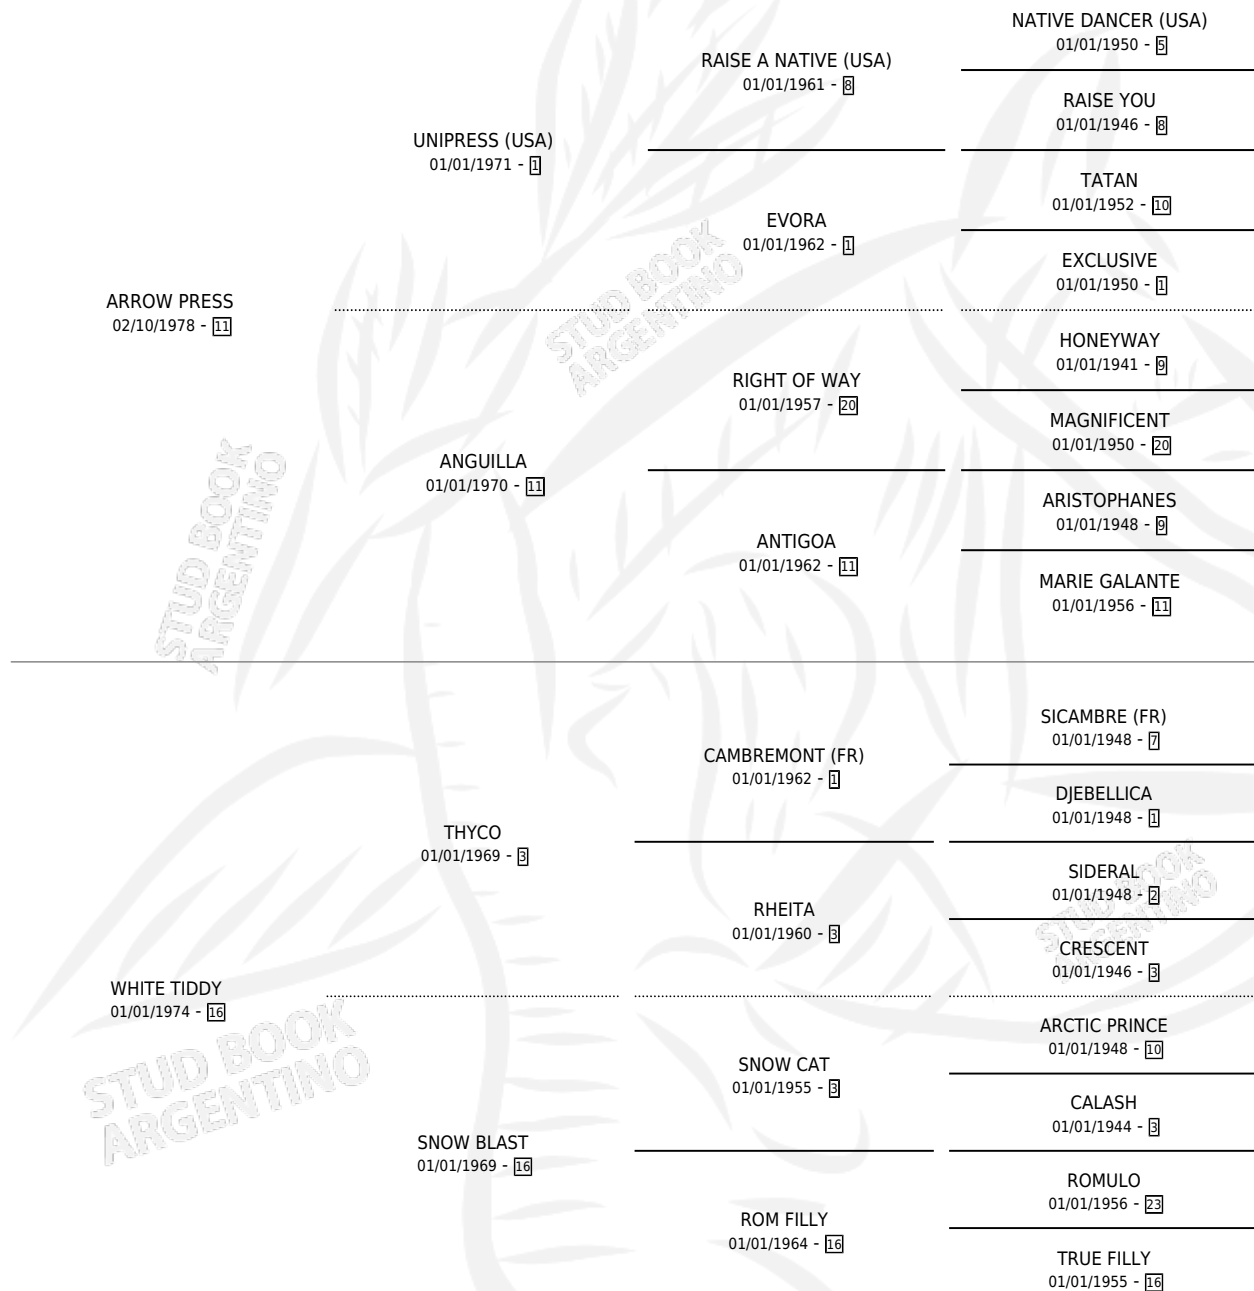 NATIVE DANCER (USA)
01/01/1950 - 5
RAISE A NATIVE (USA)
01/01/1961 - 8
RAISE YOU
01/01/1946 - 8
UNIPRESS (USA)
01/01/1971 - 1
TATAN
01/01/1952 - 10
EVORA
01/01/1962 - 1
EXCLUSIVE
01/01/1950 - 1
ARROW PRESS
02/10/1978 - 11
HONEYWAY
01/01/1941 - 9
RIGHT OF WAY
01/01/1957 - 20
MAGNIFICENT
01/01/1950 - 20
ANGUILLA
01/01/1970 - 11
ARISTOPHANES
01/01/1948 - 9
ANTIGOA
01/01/1962 - 11
MARIE GALANTE
01/01/1956 - 11
SICAMBRE (FR)
01/01/1948 - 7
CAMBREMONT (FR)
01/01/1962 - 1
DJEBELLICA
01/01/1948 - 1
THYCO
01/01/1969 - 3
SIDERAL
01/01/1948 - 2
RHEITA
01/01/1960 - 3
CRESCENT
01/01/1946 - 3
WHITE TIDDY
01/01/1974 - 16
ARCTIC PRINCE
01/01/1948 - 10
SNOW CAT
01/01/1955 - 3
CALASH
01/01/1944 - 3
SNOW BLAST
01/01/1969 - 16
ROMULO
01/01/1956 - 23
ROM FILLY
01/01/1964 - 16
TRUE FILLY
01/01/1955 - 16
STUD BOOK
ARGENTINO
STUD BOOK
ARGENTINO
STUD BOOK
ARGENTINO
STUD BOOK
ARGENTINO